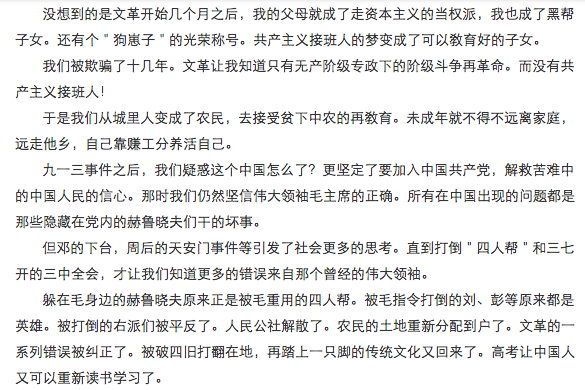 没想到的是文革开始几个月之后，我的父母就成了走资本主义的当权派，我也成了黑帮
子女。还有个＂狗崽子＂的光荣称号。共产主义接班人的梦变成了可以教育好的子女。
我们被欺骗了十几年。文革让我知道只有无产阶级专政下的阶级斗争再革命。而没有共
产主义接班人！
于是我们从城里人变成了农民，去接受贫下中农的再教育。未成年就不得不远离家庭，
远走他乡，自己靠赚工分养活自己。
九一三事件之后，我们疑惑这个中国怎么了？更坚定了要加入中国共产党，解救苦难中
的中国人民的信心。那时我们仍然坚信伟大领袖毛主席的正确。所有在中国出现的问题都是
那些隐藏在党内的赫鲁晓夫们干的坏事。
但邓的下台，周后的天安门事件等引发了社会更多的思考。直到打倒＂四人帮＂和三七
开的三中全会，才让我们知道更多的错误来自那个曾经的伟大领袖。
躲在毛身边的赫鲁晓夫原来正是被毛重用的四人帮。被毛指令打倒的刘、彭等原来都是
英雄。被打倒的右派们被平反了。人民公社解散了。农民的土地重新分配到户了。文革的一
系列错误被纠正了。被破四旧打翻在地，再踏上一只脚的传统文化又回来了。高考让中国人
又可以重新读书学习了。